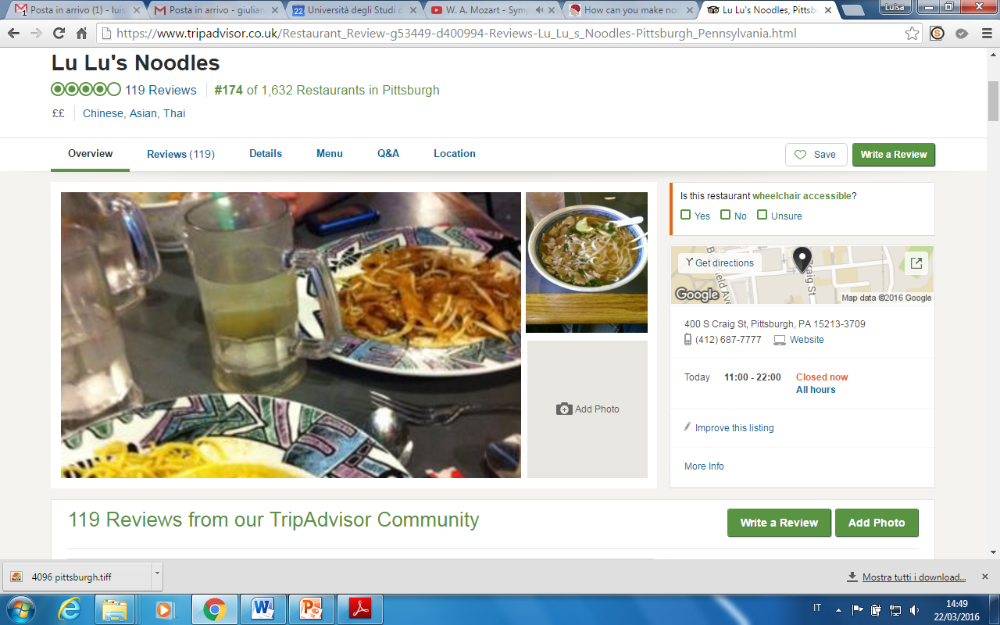 1
Posta in arrivo (1) - luis
Posta in arrivo - giulian
22
Università degli Studi d
W. A. Mozart - Sym
How can you make noo
Lu Lu's Noodles, Pittsb
Luisa
https://www.tripadvisor.co.uk/Restaurant_Review-g53449-d400994-Reviews-Lu_Lu_s_Noodles-Pittsburgh_Pennsylvania.html
Lu Lu's Noodles
119 Reviews
#174 of 1,632 Restaurants in Pittsburgh
££
Chinese, Asian, Thai
Overview
Reviews (119)
Details
Menu
Q&A
Location
Save
Write a Review
Is this restaurant wheelchair accessible?
Yes
No
Unsure
Get directions
Craig St
Google
Map data ©2016 Google
400 S Craig St, Pittsburgh, PA 15213-3709
(412) 687-7777
Website
Today
11:00 - 22:00
Closed now
All hours
Add Photo
Improve this listing
More Info
119 Reviews from our TripAdvisor Community
Write a Review
Add Photo
4096 pittsburgh.tiff
Mostra tutti i download...
IT
14:49
22/03/2016